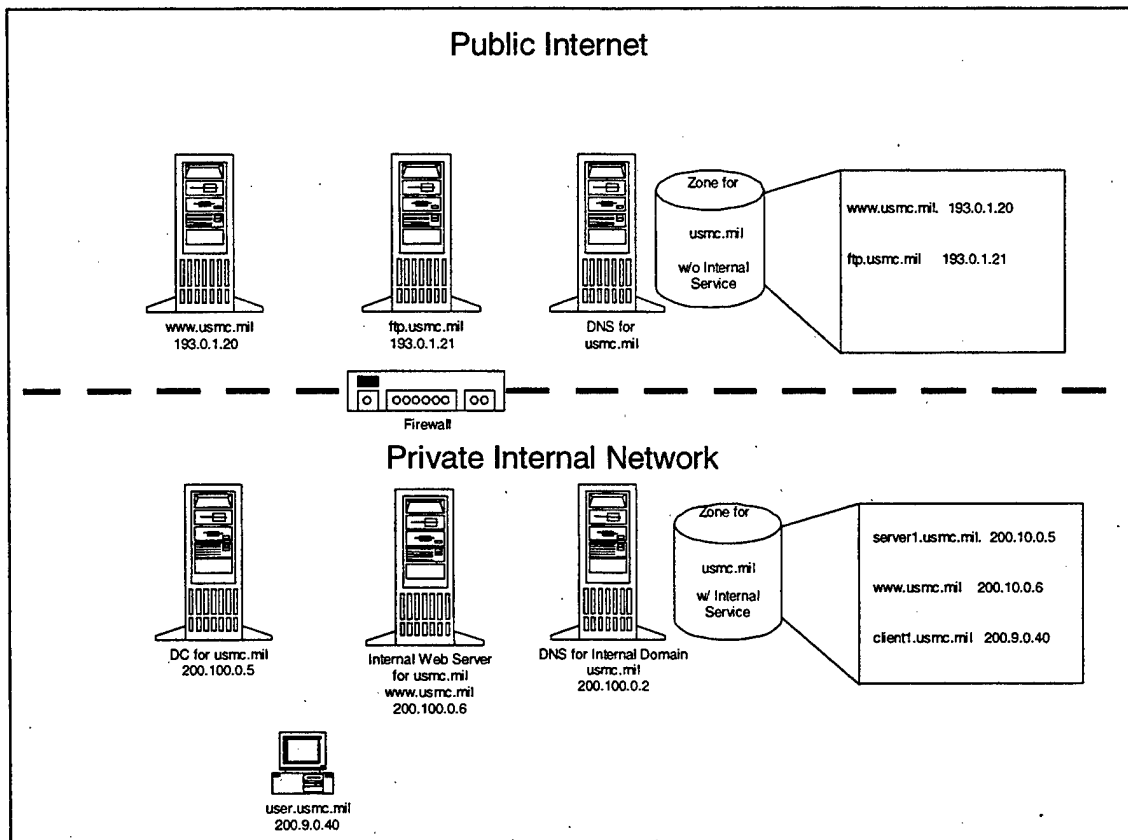 Public Internet
Zone for
usmc.mil
w/o Internal
Service
www.usmc.mil. 193.0.1.20
ftp.usmc.mil 193.0.1.21
www.usmc.mil
193.0.1.20
ftp.usmc.mil
193.0.1.21
DNS for
usmc.mil
Firewall
Private Internal Network
Zone for
usmc.mil
w/ Internal
Service
server1.usmc.mil. 200.10.0.5
www.usmc.mil 200.10.0.6
client1.usmc.mil 200.9.0.40
DC for usmc.mil
200.100.0.5
Internal Web Server
for usmc.mil
www.usmc.mil
200.100.0.6
DNS for Internal Domain
usmc.mil
200.100.0.2
user.usmc.mil
200.9.0.40